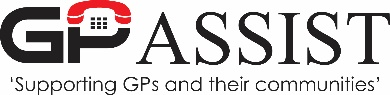 GP ASSIST
'Supporting GPs and their communities'